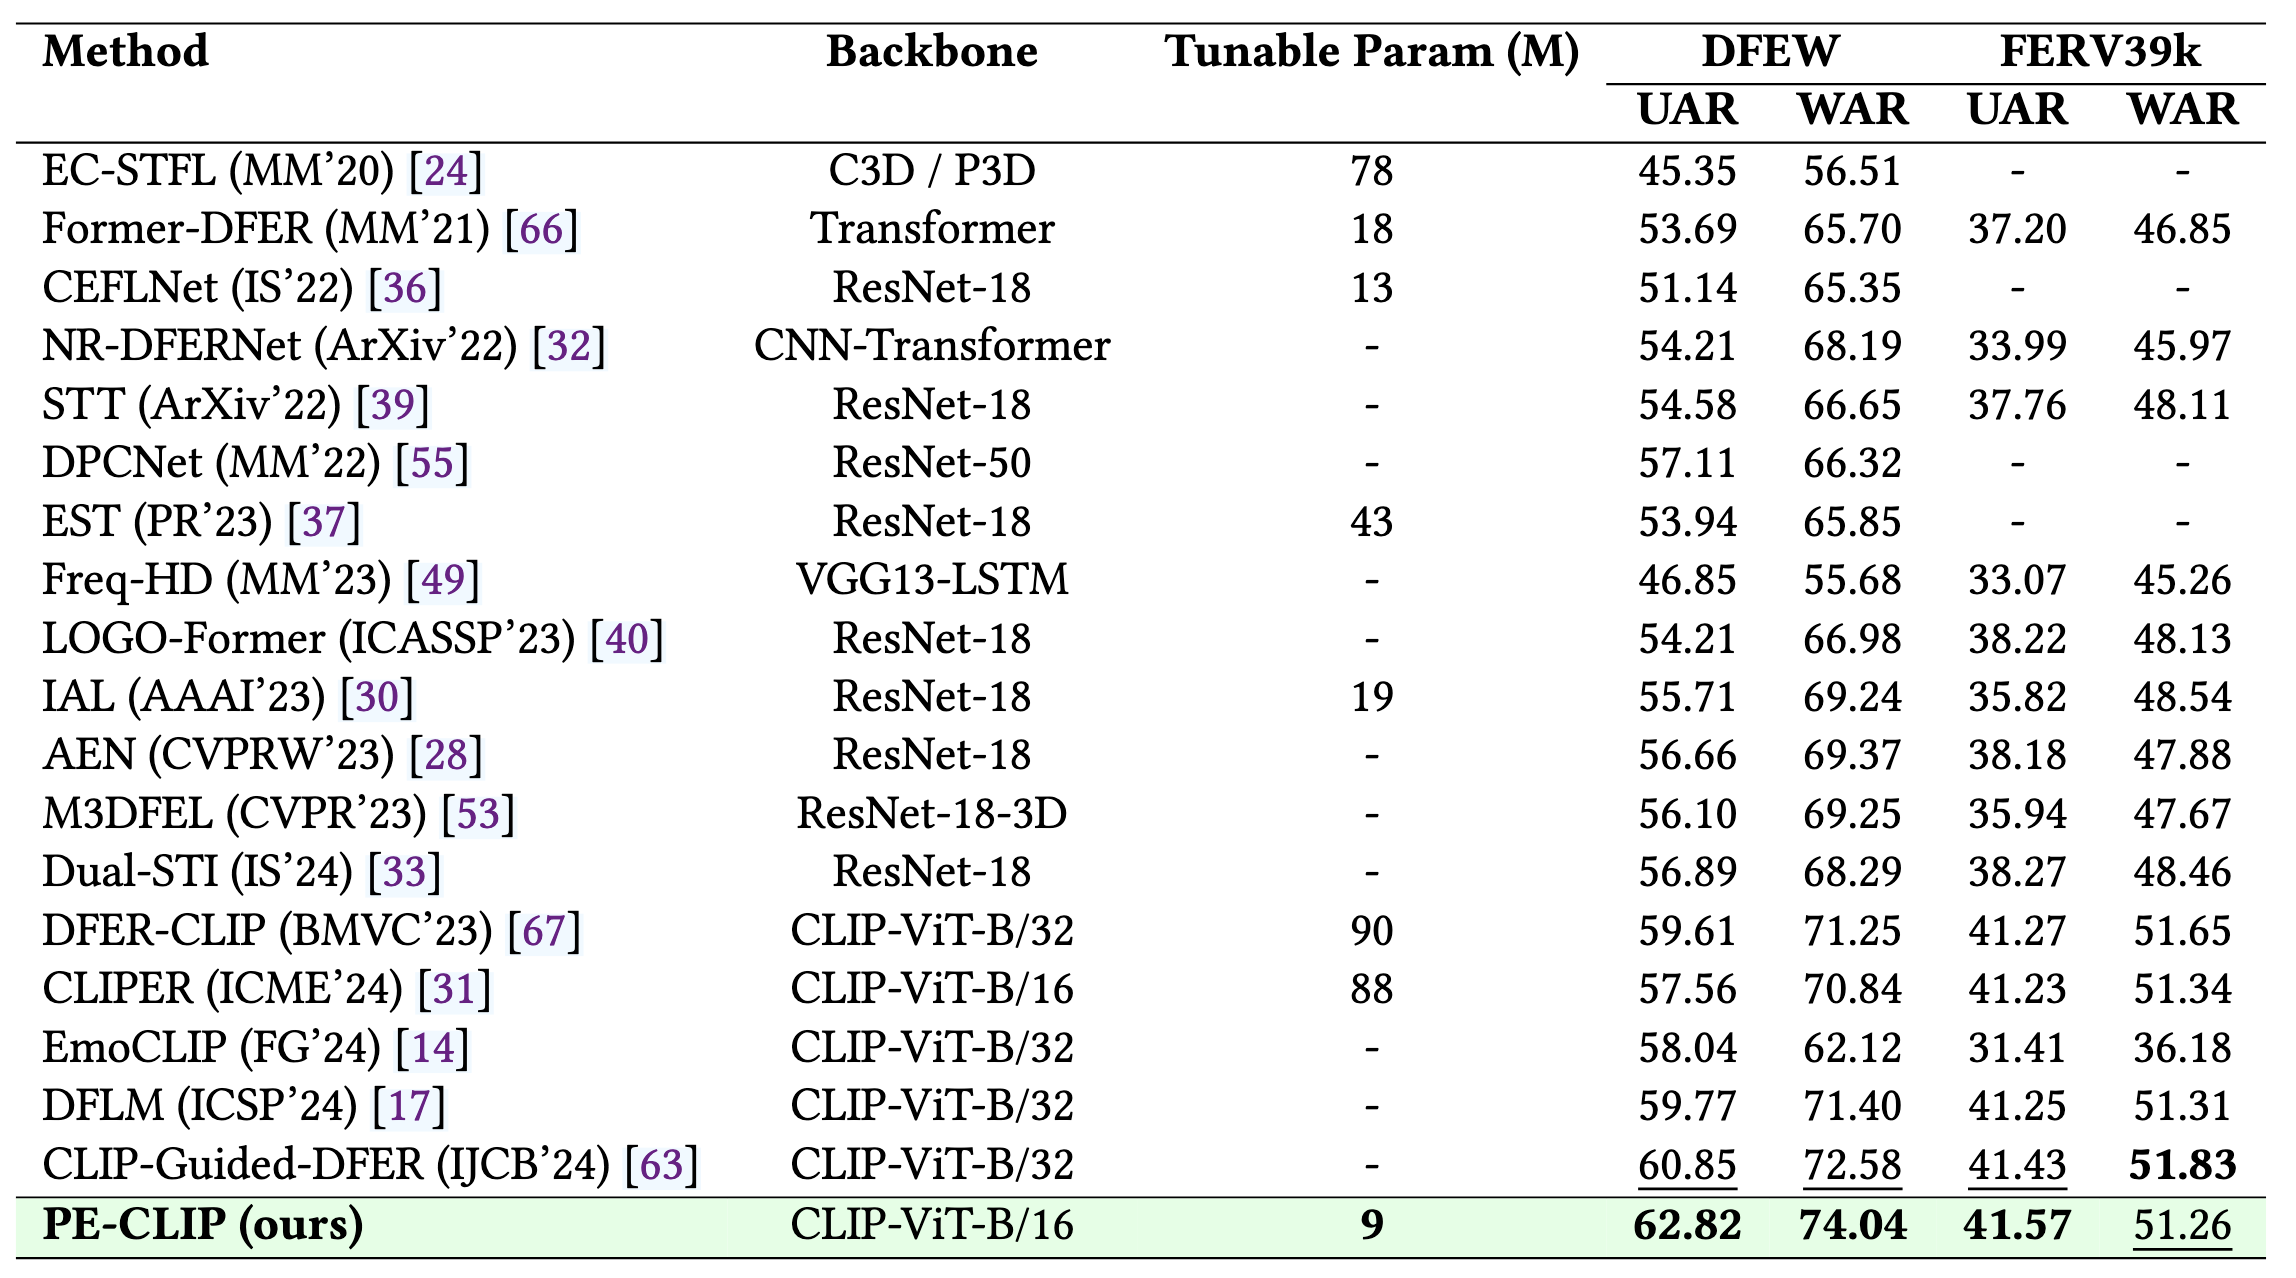 Method Backbone Tunable Param (M) DFEW FERV39k
UAR WAR UAR WAR
EC-STFL (MM’20) [24] C3D / P3D 78 45.35 56.51 - -
Former-DFER (MM’21) [66] Transformer 18 53.69 65.70 37.20 46.85
CEFLNet (IS’22) [36] ResNet-18 13 51.14 65.35 - -
NR-DFERNet (ArXiv’22) [32] CNN-Transformer - 54.21 68.19 33.99 45.97
STT (ArXiv’22) [39] ResNet-18 - 54.58 66.65 37.76 48.11
DPCNet (MM’22) [55] ResNet-50 - 57.11 66.32 - -
EST (PR’23) [37] ResNet-18 43 53.94 65.85 - -
Freq-HD (MM’23) [49] VGG13-LSTM - 46.85 55.68 33.07 45.26
LOGO-Former (ICASSP’23) [40] ResNet-18 - 54.21 66.98 38.22 48.13
IAL (AAAI’23) [30] ResNet-18 19 55.71 69.24 35.82 48.54
AEN (CVPRW’23) [28] ResNet-18 - 56.66 69.37 38.18 47.88
M3DFEL (CVPR’23) [53] ResNet-18-3D - 56.10 69.25 35.94 47.67
Dual-STI (IS’24) [33] ResNet-18 - 56.89 68.29 38.27 48.46
DFER-CLIP (BMVC’23) [67] CLIP-ViT-B/32 90 59.61 71.25 41.27 51.65
CLIPER (ICME’24) [31] CLIP-ViT-B/16 88 57.56 70.84 41.23 51.34
EmoCLIP (FG’24) [14] CLIP-ViT-B/32 - 58.04 62.12 31.41 36.18
DFLM (ICSP’24) [17] CLIP-ViT-B/32 - 59.77 71.40 41.25 51.31
CLIP-Guided-DFER (IJCB’24) [63] CLIP-ViT-B/32 - 60.85 72.58 41.43 51.83
PE-CLIP (ours) CLIP-ViT-B/16 9 62.82 74.04 41.57 51.26